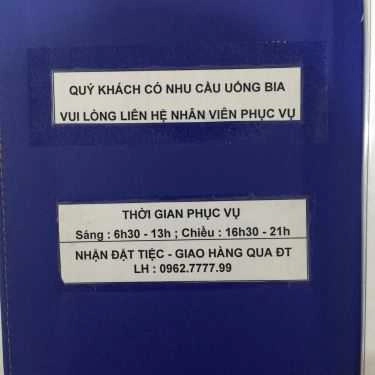 QUÝ KHÁCH CÓ NHU CẦU UỐNG BIA
VUI LÒNG LIÊN HỆ NHÂN VIÊN PHỤC VỤ
THỜI GIAN PHỤC VỤ
Sáng : 6h30 - 13h ; Chiều : 16h30 - 21h
NHẬN ĐẶT TIỆC - GIAO HÀNG QUA ĐT
LH : 0962.7777.99